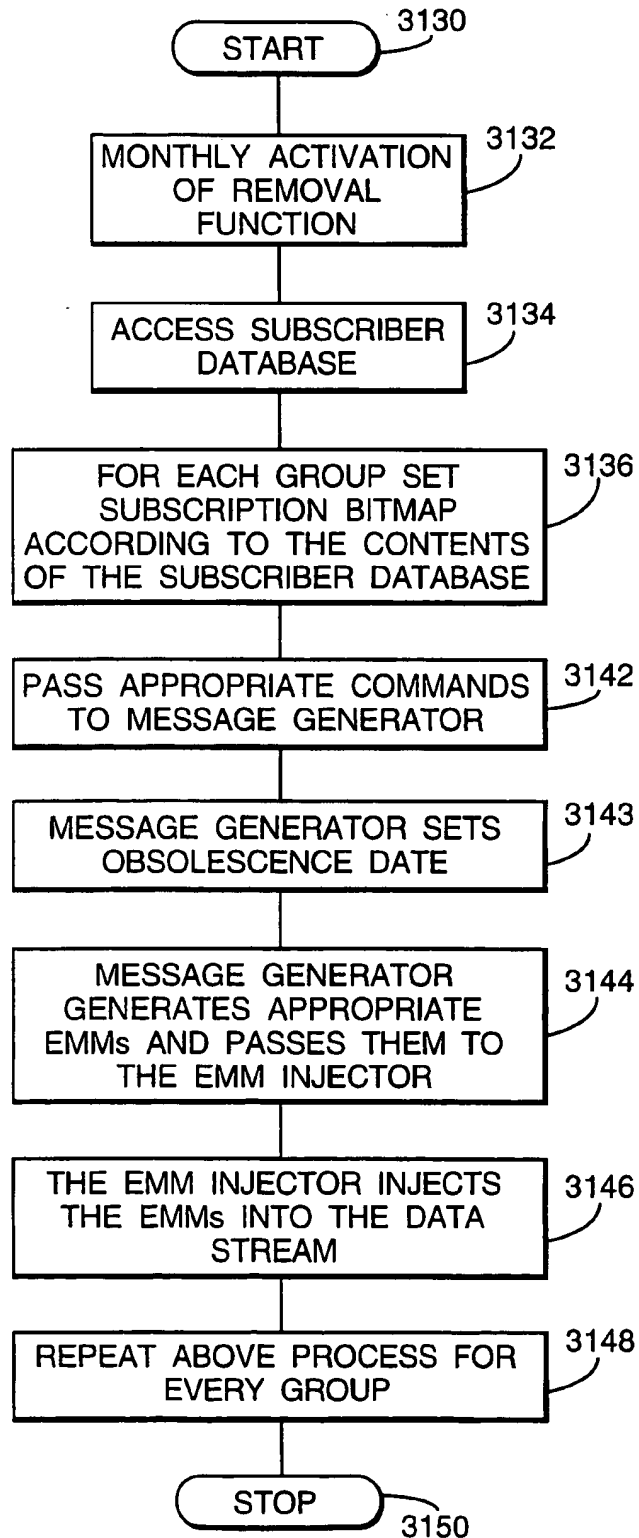 START
3130
MONTHLY ACTIVATION
OF REMOVAL
FUNCTION
3132
ACCESS SUBSCRIBER
DATABASE
3134
FOR EACH GROUP SET
SUBSCRIPTION BITMAP
ACCORDING TO THE CONTENTS
OF THE SUBSCRIBER DATABASE
3136
PASS APPROPRIATE COMMANDS
TO MESSAGE GENERATOR
3142
MESSAGE GENERATOR SETS
OBSOLESCENCE DATE
3143
MESSAGE GENERATOR
GENERATES APPROPRIATE
EMMs AND PASSES THEM TO
THE EMM INJECTOR
3144
THE EMM INJECTOR INJECTS
THE EMMs INTO THE DATA
STREAM
3146
REPEAT ABOVE PROCESS FOR
EVERY GROUP
3148
STOP
3150